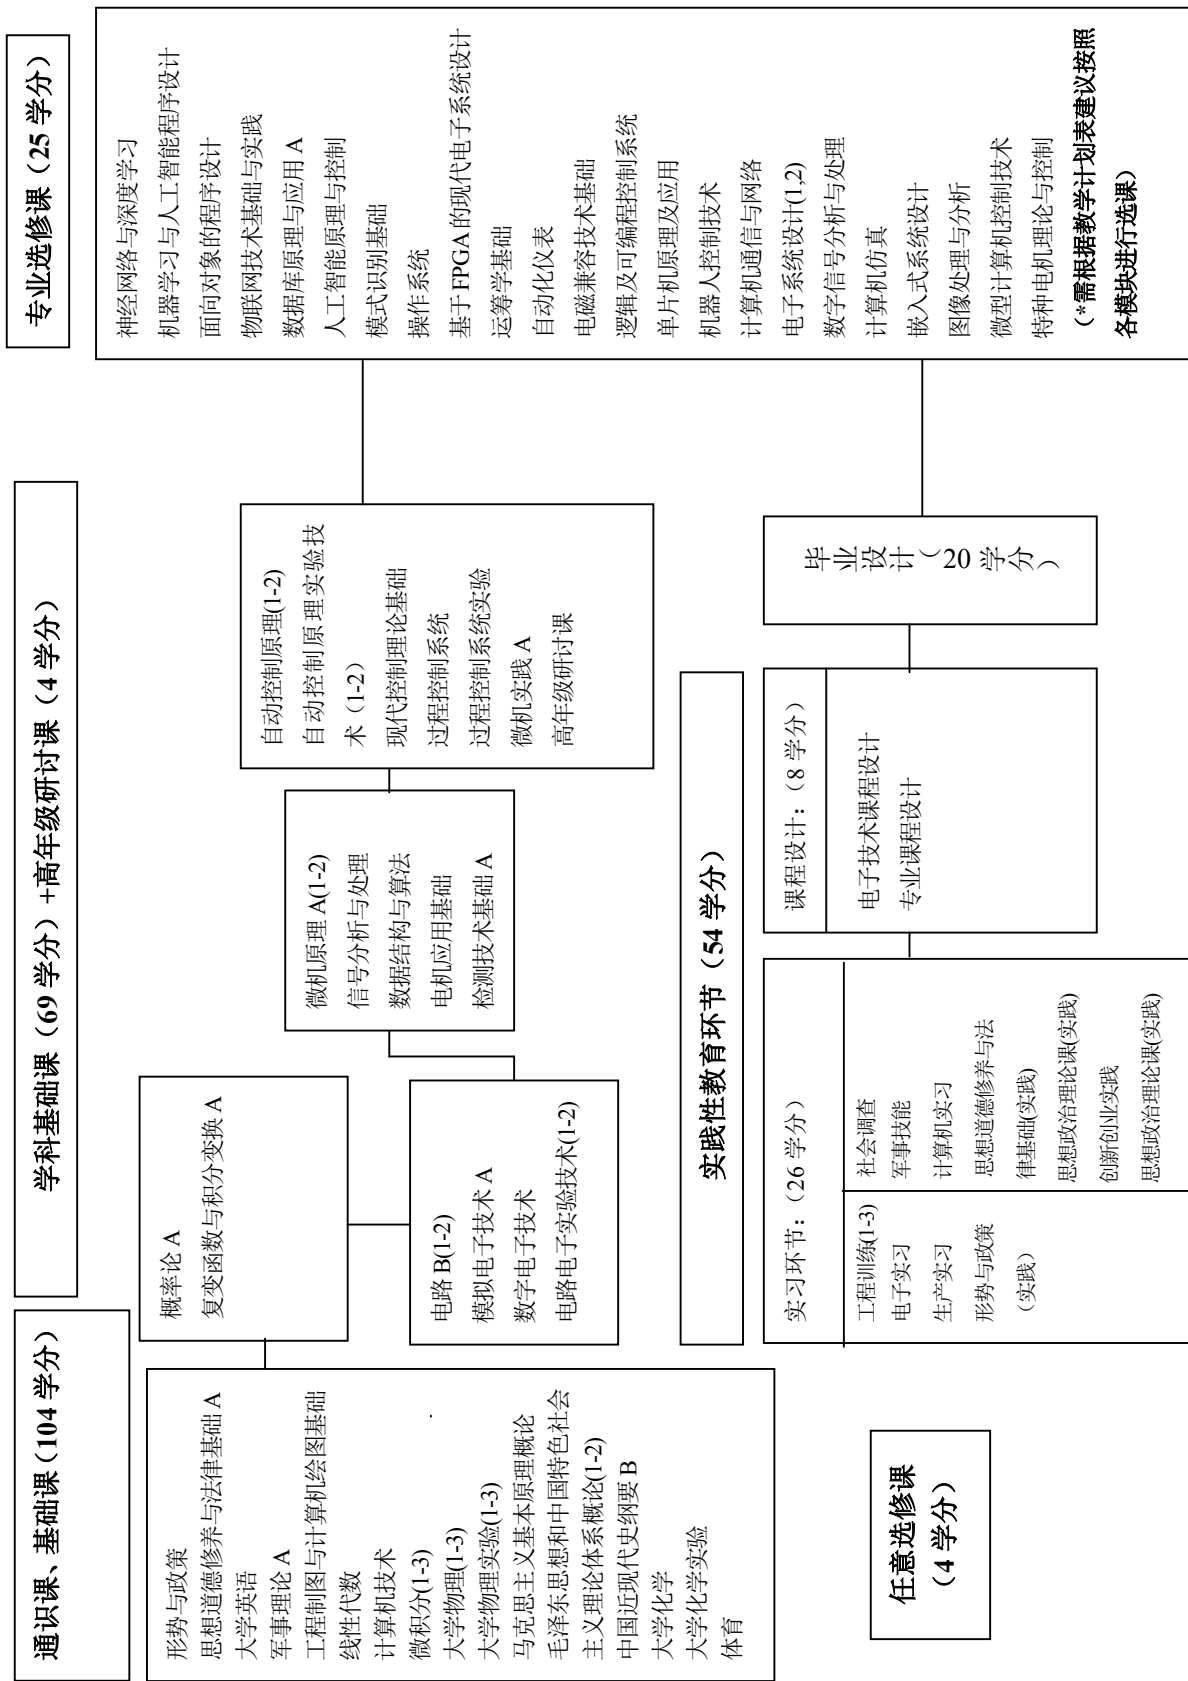 通识课、基础课(104 学分)
学科基础课（69 学分）+高年级研讨课（4 学分）
专业选修课（25 学分）
形势与政策
思想道德修养与法律基础 A
大学英语
军事理论 A
工程制图与计算机绘图基础
线性代数
计算机技术
微积分(1-3)
大学物理(1-3)
大学物理实验(1-3)
马克思主义基本原理概论
毛泽东思想和中国特色社会
主义理论体系概论(1-2)
中国近现代史纲要 B
大学化学
大学化学实验
体育
概率论 A
复变函数与积分变换 A
电路 B(1-2)
模拟电子技术 A
数字电子技术
电路电子实验技术(1-2)
微机原理 A(1-2)
信号分析与处理
数据结构与算法
电机应用基础
检测技术基础 A
自动控制原理(1-2)
自动控制原理实验技
术（1-2）
现代控制理论基础
过程控制系统
过程控制系统实验
微机实践 A
高年级研讨课
神经网络与深度学习
机器学习与人工智能程序设计
面向对象的程序设计
物联网技术基础与实践
数据库原理与应用 A
人工智能原理与控制
模式识别基础
操作系统
基于 FPGA 的现代电子系统设计
运筹学基础
自动化仪表
电磁兼容技术基础
逻辑及可编程控制系统
单片机原理及应用
机器人控制技术
计算机通信与网络
电子系统设计(1,2)
数字信号分析与处理
计算机仿真
嵌入式系统设计
图像处理与分析
微型计算机控制技术
特种电机理论与控制
（*需根据教学计划表建议按照
各模块进行选课）
实践性教育环节（54 学分）
实习环节：（26 学分）
工程训练(1-3)
电子实习
生产实习
形势与政策
（实践）
社会调查
军事技能
计算机实习
思想道德修养与法
律基础(实践)
思想政治理论课(实践)
创新创业实践
思想政治理论课(实践)
课程设计：（8 学分）
电子技术课程设计
专业课程设计
毕业
设计（20 学分
）
任意选修课
（4 学分）